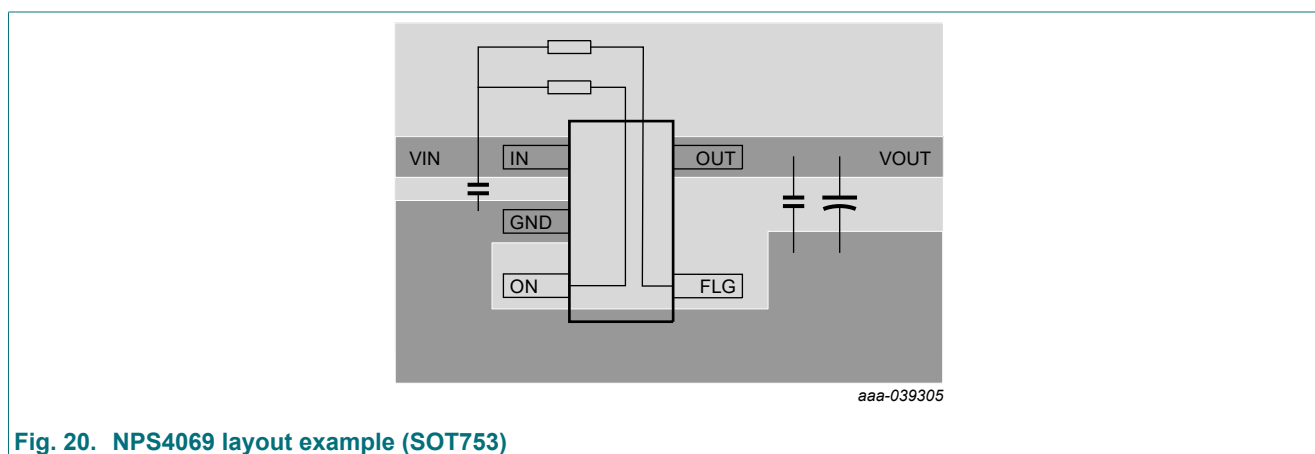 VIN IN OUT VOUT
GND
ON FLG
aaa-039305
Fig. 20. NPS4069 layout example (SOT753)